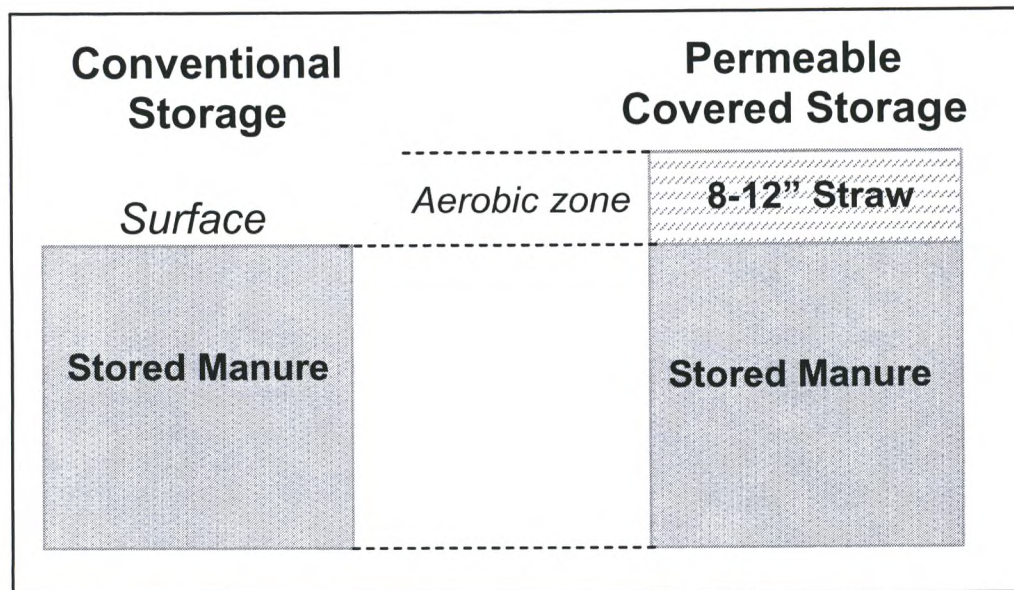 Conventional
Storage
Permeable
Covered Storage
Surface
Aerobic zone
8-12” Straw
Stored Manure
Stored Manure